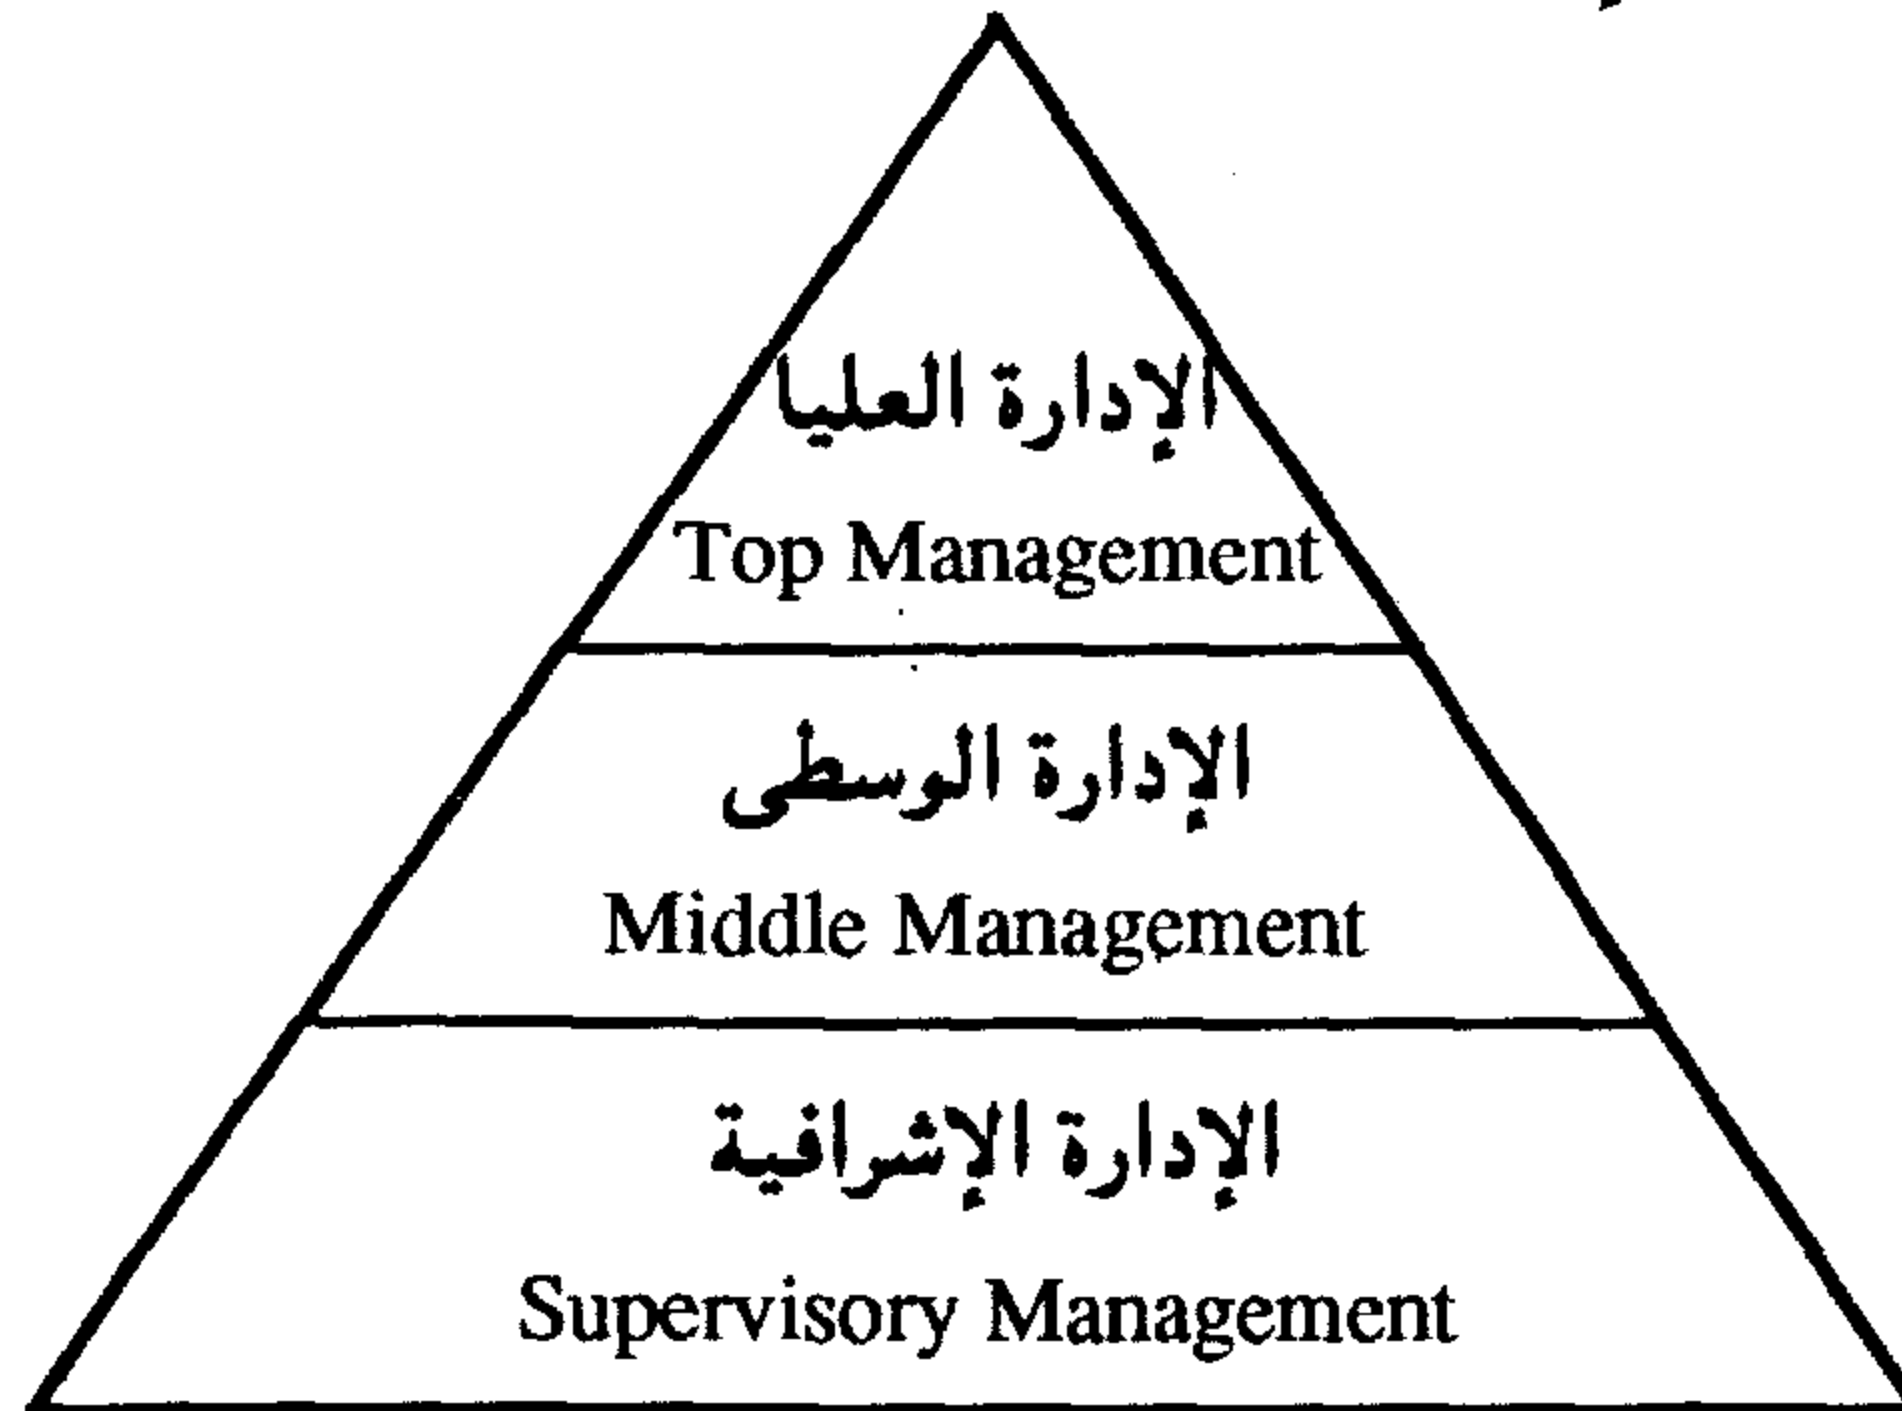 الإدارة العليا
Top Management
الإدارة الوسطى
Middle Management
الإدارة الإشرافية
Supervisory Management